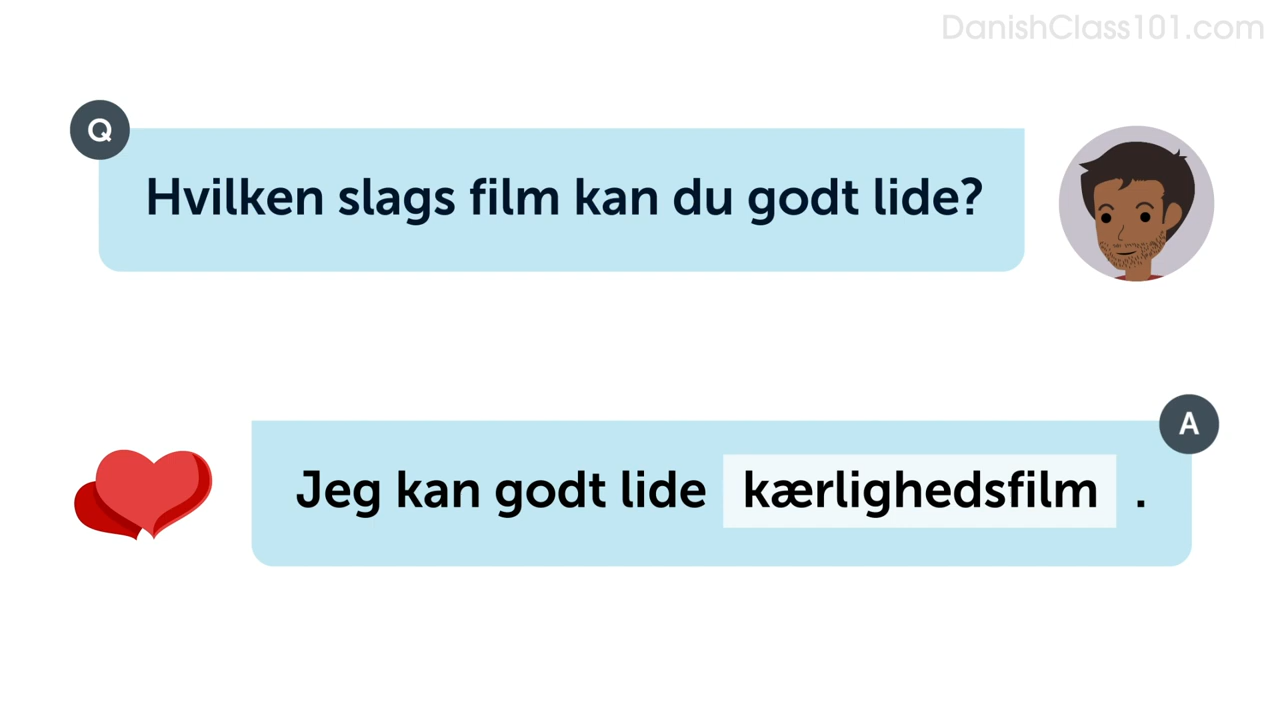 DanishClass101.com
Q
Hvilken slags film kan du godt lide?
A
Jeg kan godt lide kærlighedsfilm .